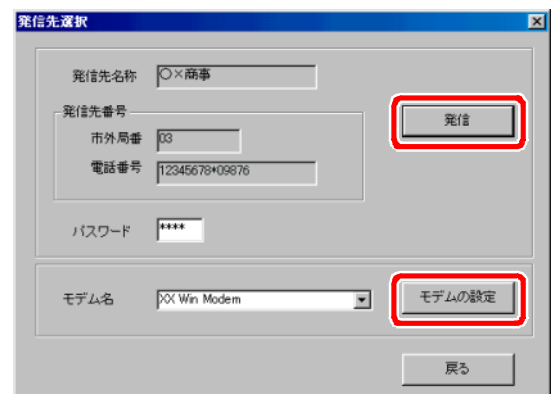 発信先選択
発信先名称 ○×商事
発信先番号
市外局番 03
電話番号 12345678*09876
発信
パスワード ****
モデム名 XX Win Modem
モデムの設定
戻る